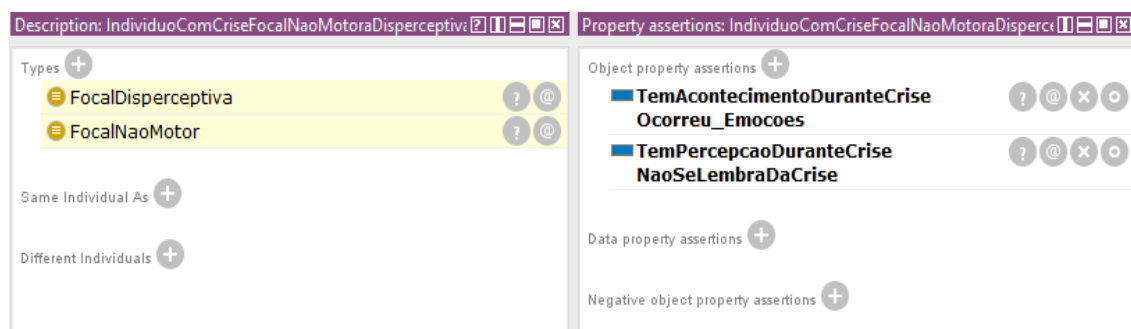 Description: IndividuoComCriseFocalNaoMotoraDisperceptiva
Types
FocalDisperceptiva
FocalNaoMotor
Same Individual As
Different Individuals
Property assertions: IndividuoComCriseFocalNaoMotoraDisperce
Object property assertions
TemAcontecimentoDuranteCrise
Ocorreu_Emocoes
TemPercepcaoDuranteCrise
NaoSeLembraDaCrise
Data property assertions
Negative object property assertions